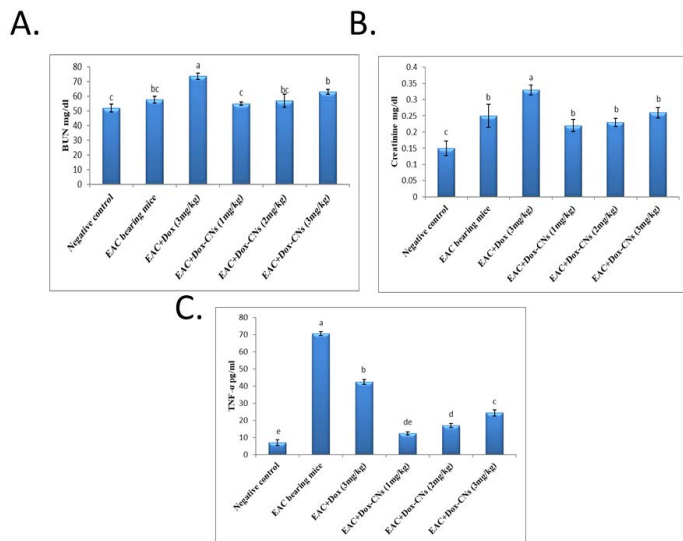 A.
BUN mg/dl
80
70
60
50
40
30
20
10
0
c
bc
a
c
bc
b
Negative control
EAC bearing mice
EAC+Dox (3mg/kg)
EAC+Dox-CNs (1mg/kg)
EAC+Dox-CNs (2mg/kg)
EAC+Dox-CNs (3mg/kg)
B.
Creatinine mg/dl
0.4
0.35
0.3
0.25
0.2
0.15
0.1
0.05
0
c
b
a
b
b
b
Negative control
EAC bearing mice
EAC+Dox (3mg/kg)
EAC+Dox-CNs (1mg/kg)
EAC+Dox-CNs (2mg/kg)
EAC+Dox-CNs (3mg/kg)
C.
TNF-α pg/ml
80
70
60
50
40
30
20
10
0
e
a
b
de
d
c
Negative control
EAC bearing mice
EAC+Dox (3mg/kg)
EAC+Dox-CNs (1mg/kg)
EAC+Dox-CNs (2mg/kg)
EAC+Dox-CNs (3mg/kg)